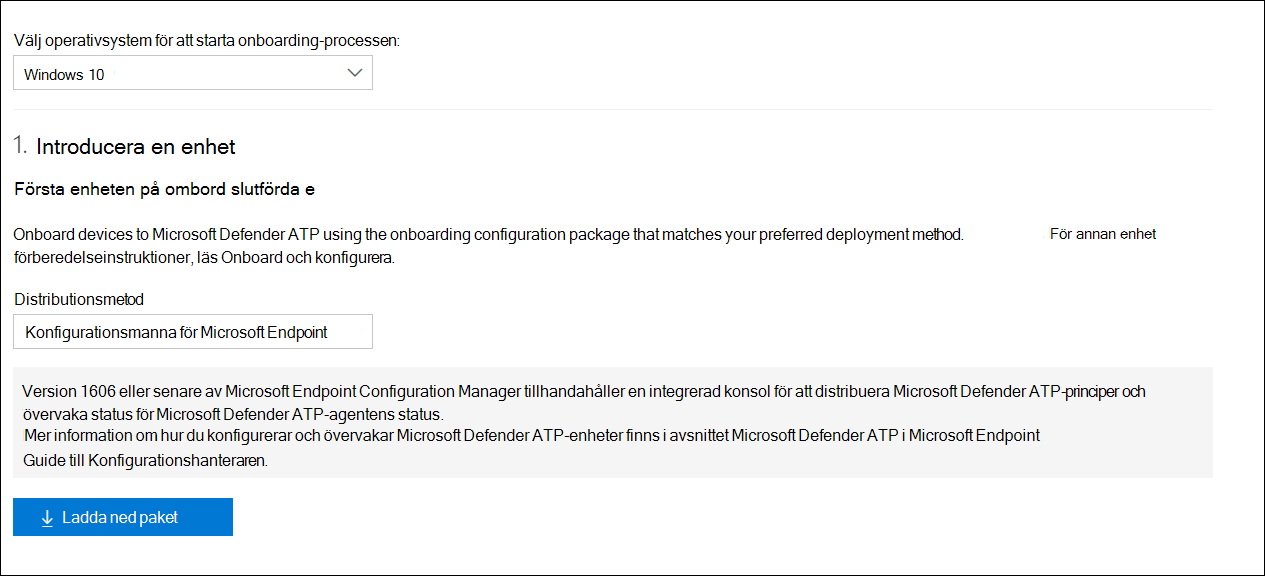 Välj operativsystem för att starta onboarding-processen:
Windows 10
1. Introducera en enhet
Första enheten på ombord slutförda e
Onboard devices to Microsoft Defender ATP using the onboarding configuration package that matches your preferred deployment method. För annan enhet
förberedelseinstruktioner, läs Onboard och konfigurera.
Distributionsmetod
Konfigurationsmanna för Microsoft Endpoint
Version 1606 eller senare av Microsoft Endpoint Configuration Manager tillhandahåller en integrerad konsol för att distribuera Microsoft Defender ATP-principer och
övervaka status för Microsoft Defender ATP-agentens status.
Mer information om hur du konfigurerar och övervakar Microsoft Defender ATP-enheter finns i avsnittet Microsoft Defender ATP i Microsoft Endpoint
Guide till Konfigurationshanteraren.
Ladda ned paket